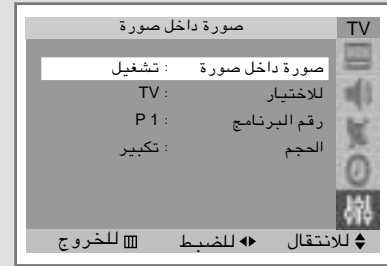 TV صورة داخل صورة
صورة داخل صورة : تشغيل
للاختيار : TV
رقم البرنامج : P 1
الحجم : تكبير
للانتقال للضبط للخروج